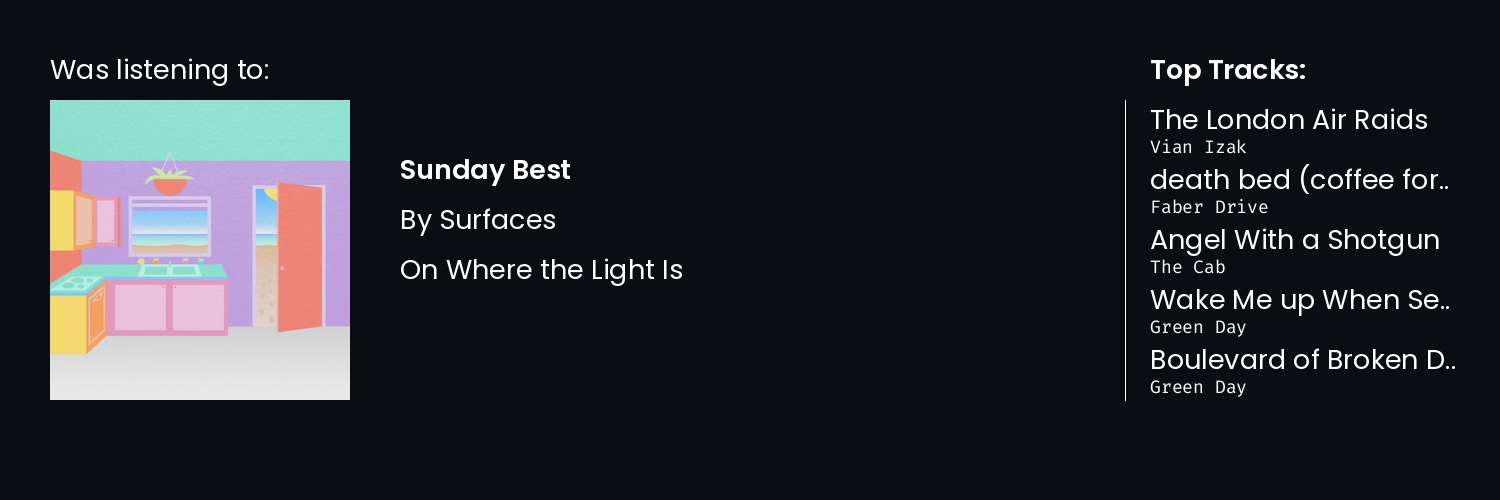 Was listening to:
Sunday Best
By Surfaces
On Where the Light Is
Top Tracks:
The London Air Raids
Vian Izak
death bed (coffee for..
Faber Drive
Angel With a Shotgun
The Cab
Wake Me up When Se..
Green Day
Boulevard of Broken D..
Green Day